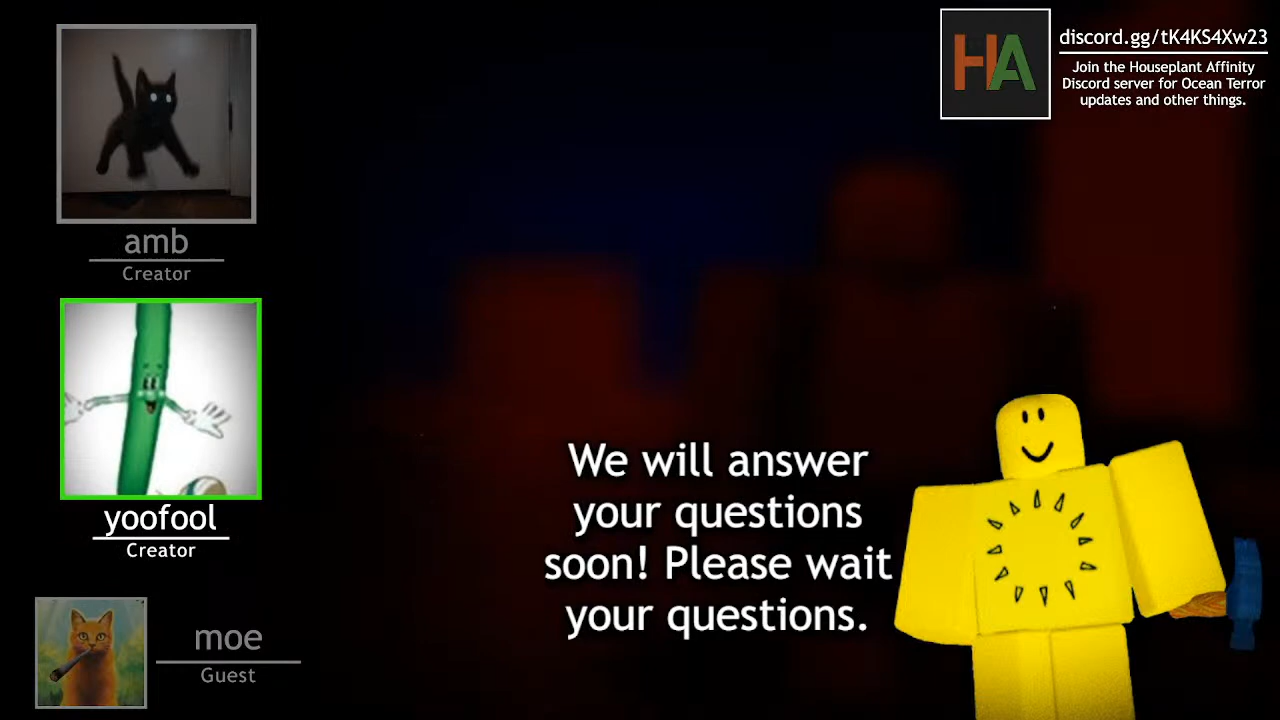 amb
Creator
yoofool
Creator
moe
Guest
HA
discord.gg/tK4KS4Xw23
Join the Houseplant Affinity
Discord server for Ocean Terror
updates and other things.
We will answer
your questions
soon! Please wait
your questions.